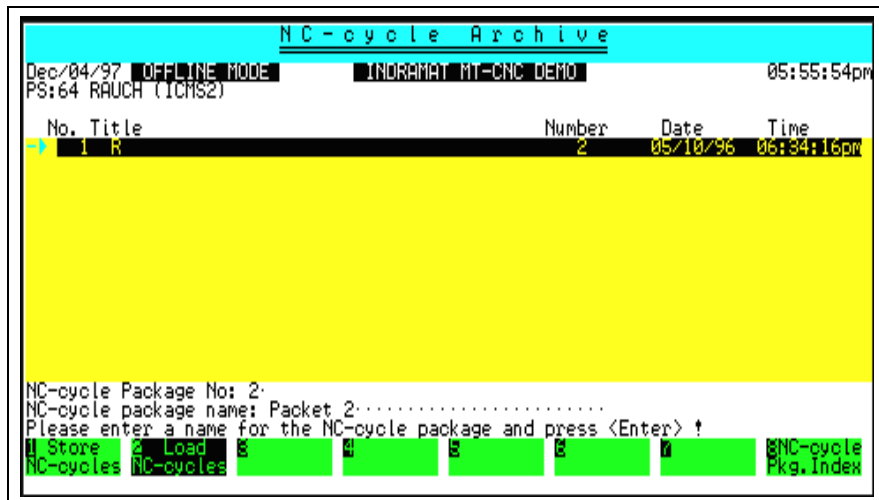 NC-cycle Archive
Dec/04/97 OFFLINE MODE INDRAMAT MT-CNC DEMO 05:55:54pm
PS:64 RAUCH (ICMS2)
No. Title Number Date Time
1 R 2 05/10/96 06:34:16pm
NC-cycle Package No: 2
NC-cycle package name: Packet 2
Please enter a name for the NC-cycle package and press <Enter> !
1 Store 2 Load 3 4 5 6 7 8NC-cycle
NC-cycles NC-cycles Pkg.Index